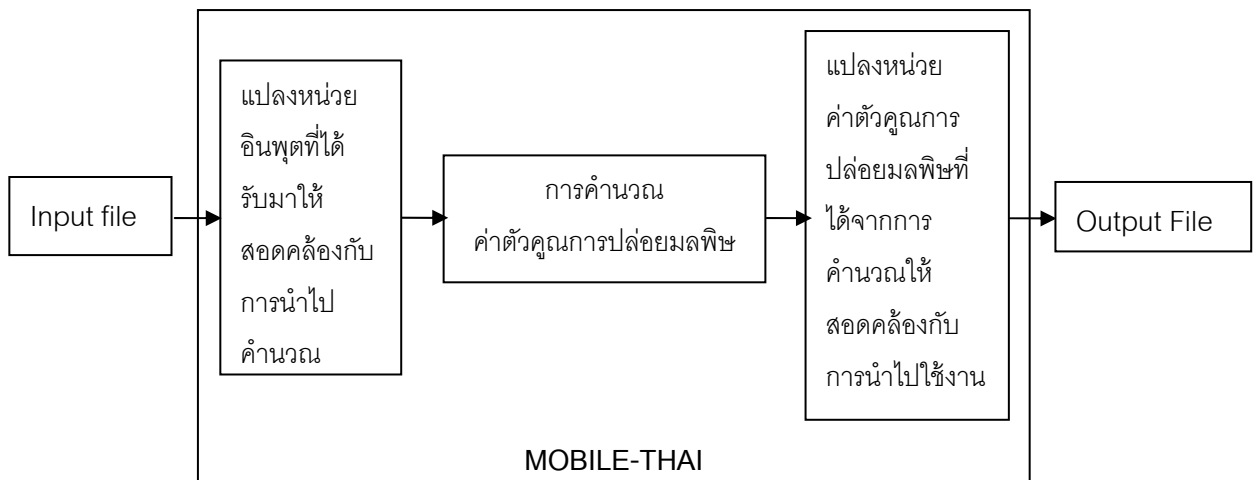 Input file
แปลงหน่วย
อินพุตที่ได้
รับมาให้
สอดคล้องกับ
การนำไป
คำนวณ
การคำนวณ
ค่าตัวคูณการปล่อยมลพิษ
แปลงหน่วย
ค่าตัวคูณการ
ปล่อยมลพิษที่
ได้จากการ
คำนวณให้
สอดคล้องกับ
การนำไปใช้งาน
Output File
MOBILE-THAI